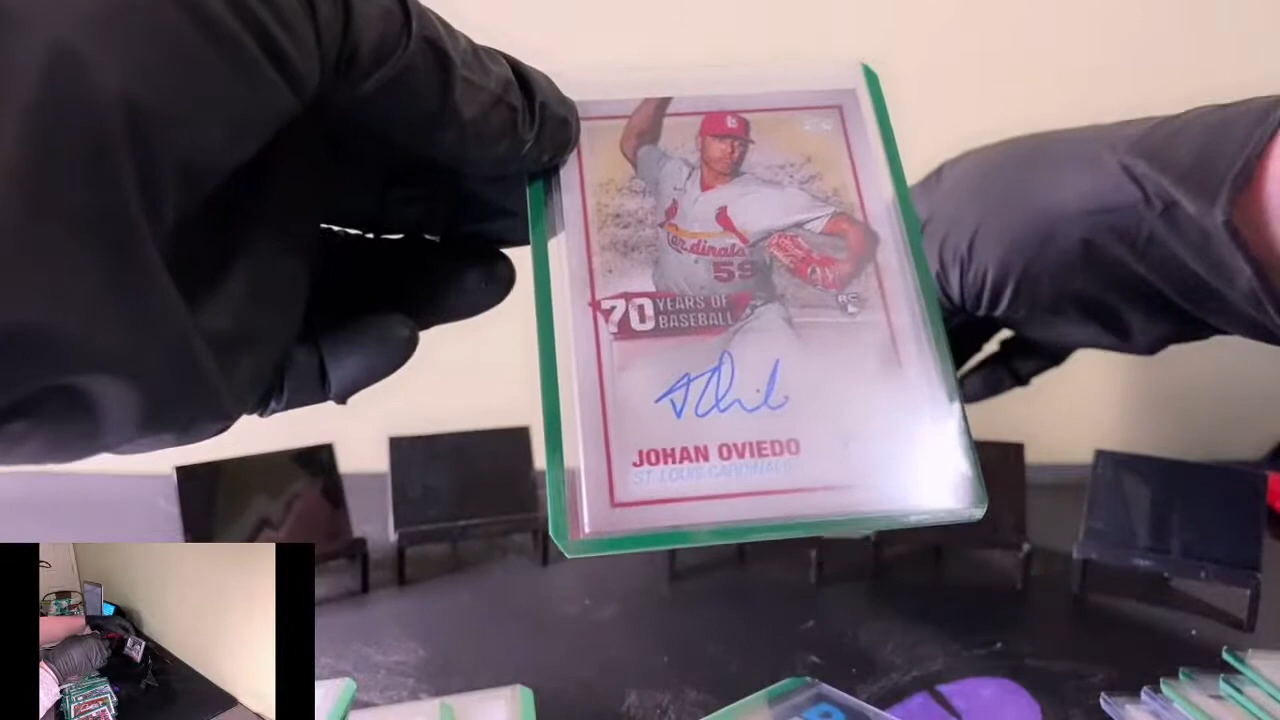 Cardinals
59
70 YEARS OF
BASEBALL
RC
JOHAN OVIEDO
ST. LOUIS CARDINALS